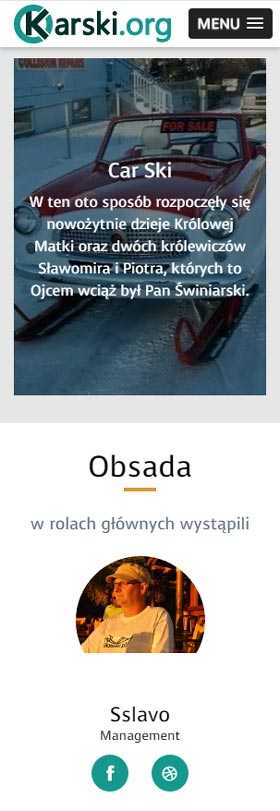 Karski.org
MENU
COLLISION REPAIRS
FOR SALE
Car Ski
W ten oto sposób rozpoczęły się
nowożytnie dzieje Królowej
Matki oraz dwóch królewiczów
Sławomira i Piotra, których to
Ojcem wciąż był Pan Świniarski.
Obsada
w rolach głównych wystąpili
Sslavo
Management